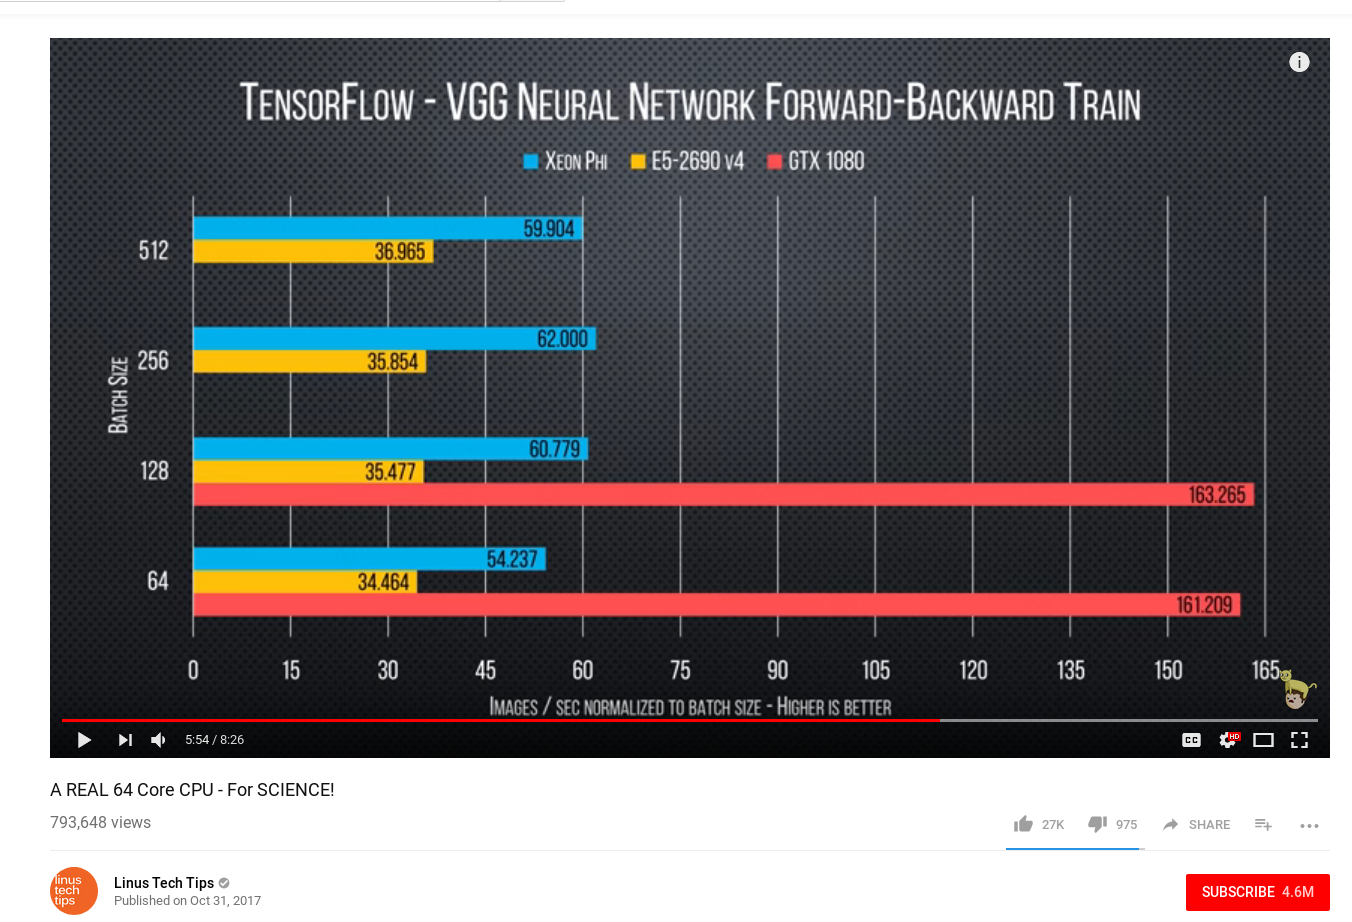 TensorFlow - VGG Neural Network Forward-Backward Train
Xeon Phi E5-2690 v4 GTX 1080
512 59.904
36.965
256 62.000
35.854
Batch Size
128 60.779
35.477
163.265
64 54.237
34.464
161.209
0 15 30 45 60 75 90 105 120 135 150 165
Images / sec normalized to batch size - Higher is better
5:54 / 8:26 CC HD
A REAL 64 Core CPU - For SCIENCE!
793,648 views 27K 975 SHARE
linus
tech
tips
Linus Tech Tips
Published on Oct 31, 2017
SUBSCRIBE 4.6M